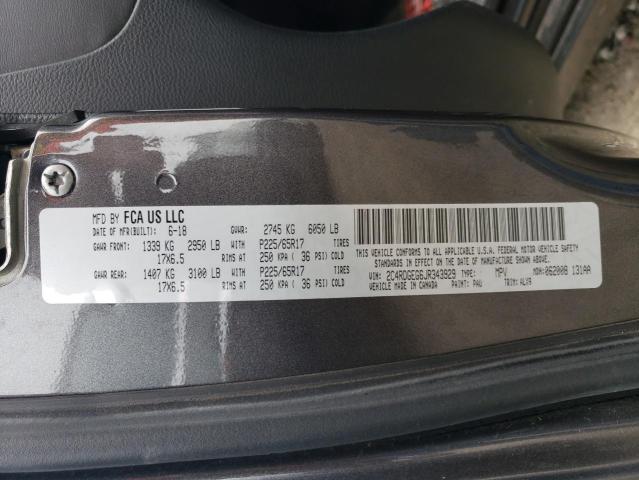 MFD BY FCA US LLC
DATE OF MFR(BUILT): 6-18 GVWR: 2745 KG 6050 LB
GAWR FRONT: 1339 KG 2950 LB WITH P225/65R17 TIRES
17X6.5 RIMS AT 250 KPA ( 36 PSI) COLD
GAWR REAR: 1407 KG 3100 LB WITH P225/65R17 TIRES
17X6.5 RIMS AT 250 KPA ( 36 PSI) COLD
THIS VEHICLE CONFORMS TO ALL APPLICABLE U.S.A. FEDERAL MOTOR VEHICLE SAFETY
STANDARDS IN EFFECT ON THE DATE OF MANUFACTURE SHOWN ABOVE.
VIN: 2C4RDGEG6JR343929 TYPE: MPV MDH: 062008 131AA
VEHICLE MADE IN CANADA PAINT: PAU TRIM: ALX9